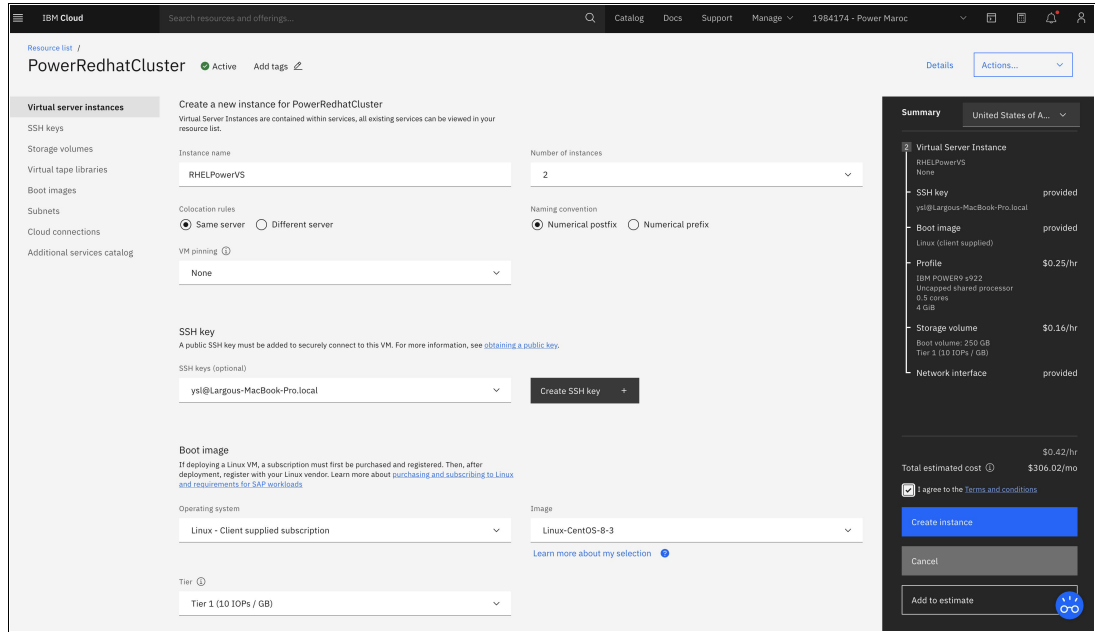 IBM Cloud
Search resources and offerings...
Catalog
Docs
Support
Manage
1984174 - Power Maroc
Resource list /
PowerRedhatCluster
Active
Add tags
Details
Actions...
Virtual server instances
SSH keys
Storage volumes
Virtual tape libraries
Boot images
Subnets
Cloud connections
Additional services catalog
Create a new instance for PowerRedhatCluster
Virtual Server Instances are contained within services, all existing services can be viewed in your
resource list.
Instance name
RHELPowerVS
Number of instances
2
Colocation rules
Same server
Different server
Naming convention
Numerical postfix
Numerical prefix
VM pinning
None
SSH key
A public SSH key must be added to securely connect to this VM. For more information, see obtaining a public key.
SSH keys (optional)
ysl@Largous-MacBook-Pro.local
Create SSH key +
Boot image
If deploying a Linux VM, a subscription must first be purchased and registered. Then, after
deployment, register with your Linux vendor. Learn more about purchasing and subscribing to Linux
and requirements for SAP workloads
Operating system
Linux - Client supplied subscription
Image
Linux-CentOS-8-3
Learn more about my selection
Tier
Tier 1 (10 IOPs / GB)
Summary
United States of A...
2 Virtual Server Instance
RHELPowerVS
None
SSH key provided
ysl@Largous-MacBook-Pro.local
Boot image provided
Linux (client supplied)
Profile $0.25/hr
IBM POWER9 s922
Uncapped shared processor
0.5 cores
4 GiB
Storage volume $0.16/hr
Boot volume: 250 GB
Tier 1 (10 IOPs / GB)
Network interface provided
$0.42/hr
Total estimated cost $306.02/mo
I agree to the Terms and conditions
Create instance
Cancel
Add to estimate